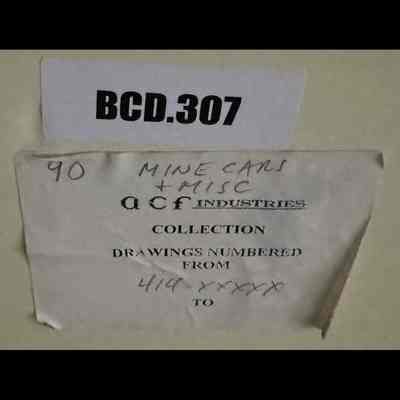 BCD.307
90 MINE CARS
+ MISC
acf INDUSTRIES
COLLECTION
DRAWINGS NUMBERED
FROM
419-XXXXX
TO